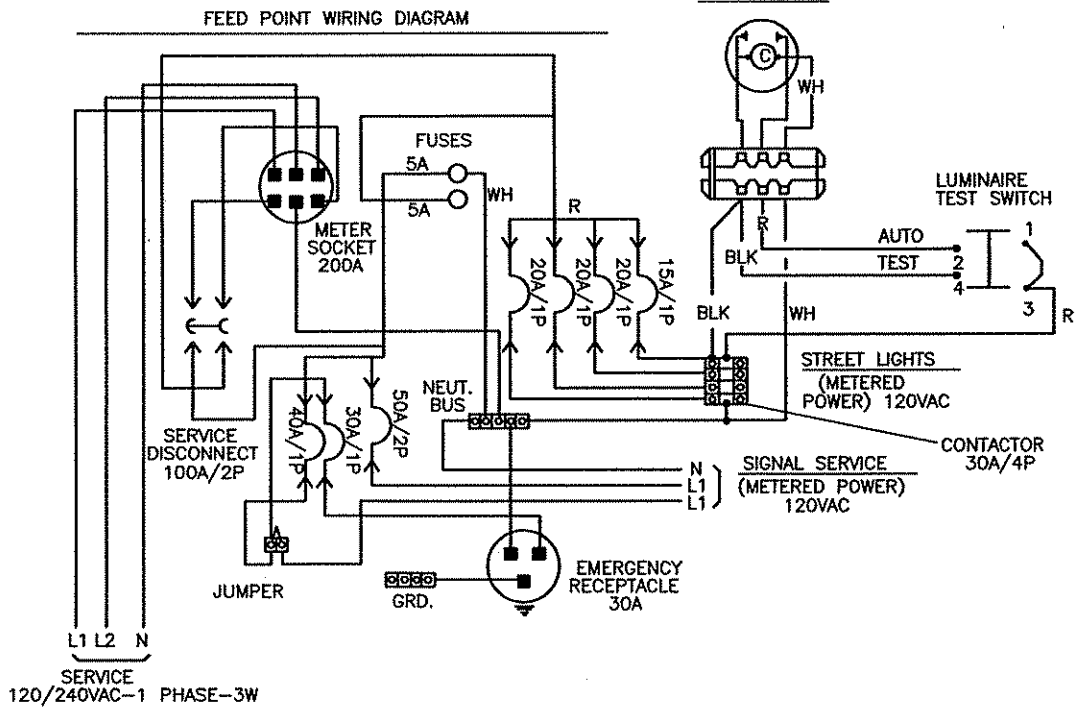 FEED POINT WIRING DIAGRAM
C
WH
FUSES
5A
5A
WH
METER
SOCKET
200A
R
20A/1P
20A/1P
20A/1P
15A/1P
R
BLK
BLK
WH
LUMINAIRE
TEST SWITCH
AUTO
TEST
1
2
4
3
R
STREET LIGHTS
(METERED
POWER) 120VAC
CONTACTOR
30A/4P
NEUT.
BUS
SERVICE
DISCONNECT
100A/2P
40A/1P
30A/1P
50A/2P
N
L1
L1
SIGNAL SERVICE
(METERED POWER)
120VAC
JUMPER
GRD.
EMERGENCY
RECEPTACLE
30A
L1 L2 N
SERVICE
120/240VAC-1 PHASE-3W